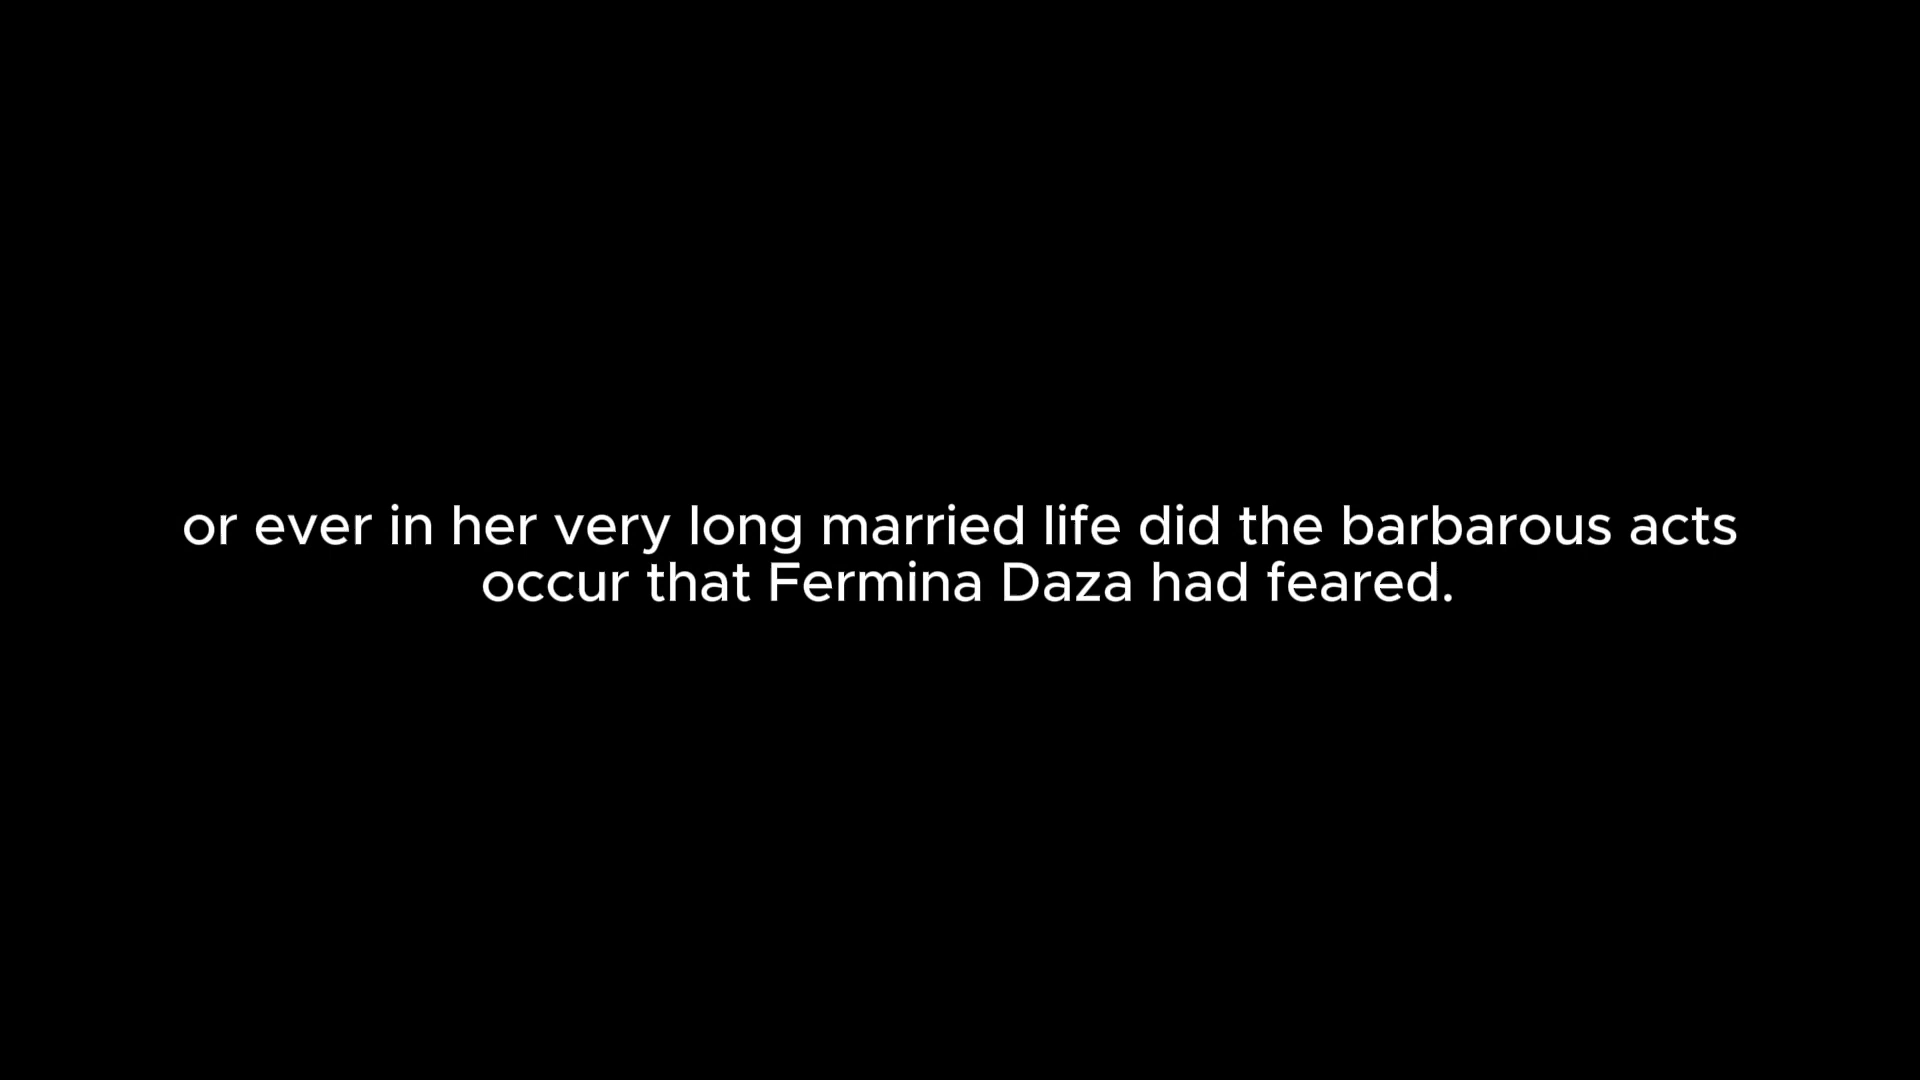 or ever in her very long married life did the barbarous acts
occur that Fermina Daza had feared.